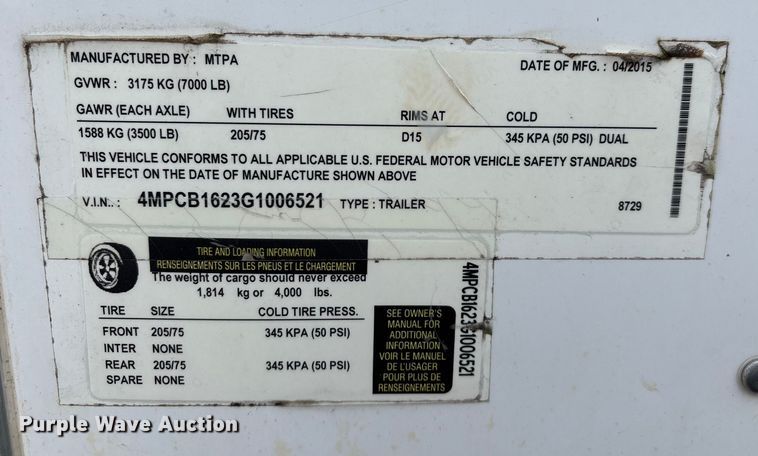 MANUFACTURED BY : MTPA DATE OF MFG. : 04/2015
GVWR : 3175 KG (7000 LB)
GAWR (EACH AXLE) WITH TIRES RIMS AT COLD
1588 KG (3500 LB) 205/75 D15 345 KPA (50 PSI) DUAL
THIS VEHICLE CONFORMS TO ALL APPLICABLE U.S. FEDERAL MOTOR VEHICLE SAFETY STANDARDS
IN EFFECT ON THE DATE OF MANUFACTURE SHOWN ABOVE
V.I.N.. : 4MPCB1623G1006521 TYPE : TRAILER 8729
TIRE AND LOADING INFORMATION
RENSEIGNEMENTS SUR LES PNEUS ET LE CHARGEMENT
The weight of cargo should never exceed
1,814 kg or 4,000 lbs.
TIRE SIZE COLD TIRE PRESS.
FRONT 205/75 345 KPA (50 PSI)
INTER NONE
REAR 205/75 345 KPA (50 PSI)
SPARE NONE
SEE OWNER'S
MANUAL FOR
ADDITIONAL
INFORMATION
VOIR LE MANUEL
DE L'USAGER
POUR PLUS DE
RENSEIGNEMENTS
4MPCB1623G1006521
Purple Wave Auction